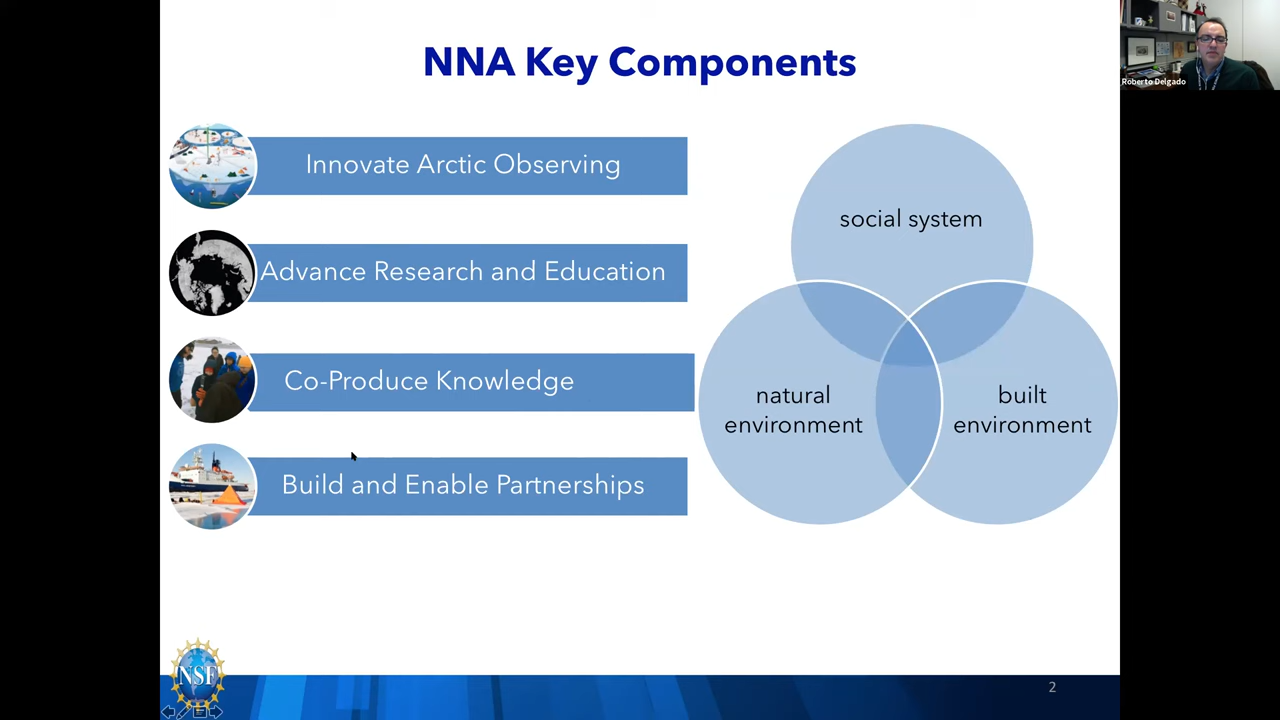 NNA Key Components
Innovate Arctic Observing
Advance Research and Education
Co-Produce Knowledge
Build and Enable Partnerships
social system
natural
environment
built
environment
Roberto Delgado
NSF
2